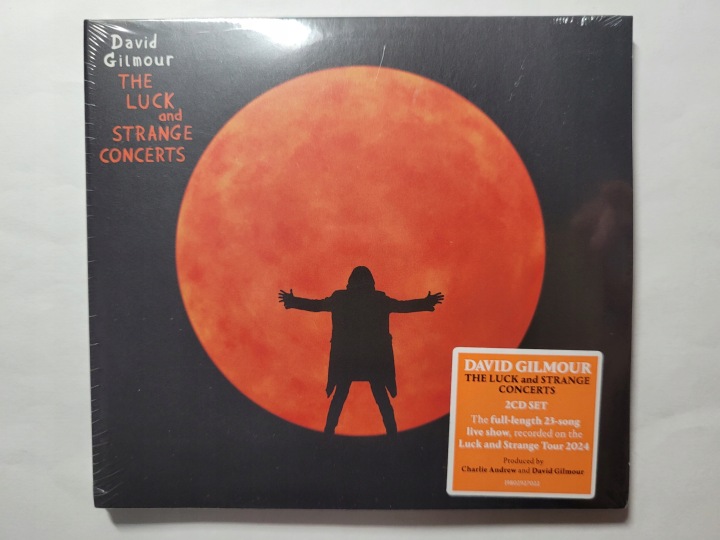 David
Gilmour
THE
LUCK
and
STRANGE
CONCERTS
DAVID GILMOUR
THE LUCK and STRANGE
CONCERTS
2CD SET
The full-length 23-song
live show, recorded on the
Luck and Strange Tour 2024
Produced by
Charlie Andrew and David Gilmour